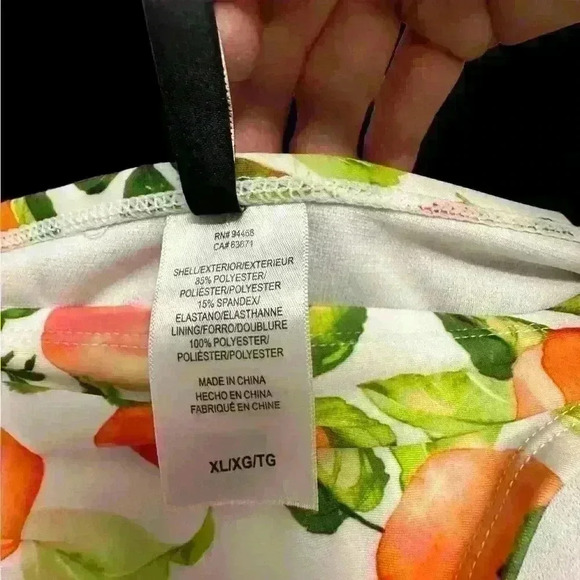 RN# 94468
CA# 63671
SHELL/EXTERIOR/EXTERIEUR
85% POLYESTER/
POLIÉSTER/POLYESTER
15% SPANDEX/
ELASTANO/ELASTHANNE
LINING/FORRO/DOUBLURE
100% POLYESTER/
POLIÉSTER/POLYESTER
MADE IN CHINA
HECHO EN CHINA
FABRIQUÉ EN CHINE
XL/XG/TG